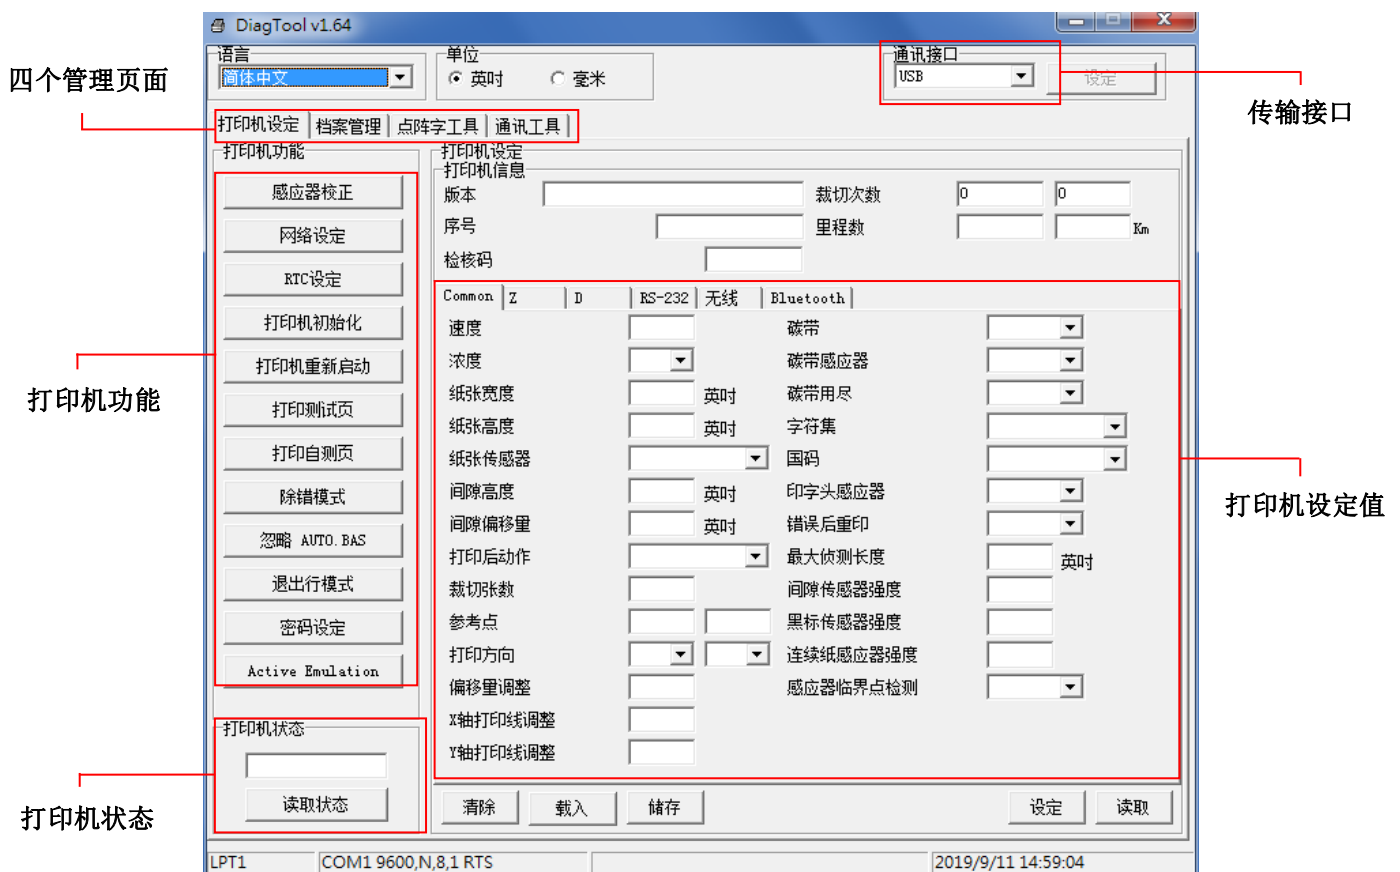 DiagTool v1.64
语言
简体中文
单位
英吋
毫米
通讯接口
USB
设定
四个管理页面
传输接口
打印机设定
档案管理
点阵字工具
通讯工具
打印机功能
感应器校正
网络设定
RTC设定
打印机初始化
打印机重新启动
打印测试页
打印自测页
除错模式
忽略 AUTO.BAS
退出行模式
密码设定
Active Emulation
打印机功能
打印机状态
读取状态
打印机状态
打印机设定
打印机信息
版本
裁切次数
0
0
序号
里程数
Km
检核码
Common
Z
D
RS-232
无线
Bluetooth
速度
碳带
浓度
碳带感应器
纸张宽度
英吋
碳带用尽
纸张高度
英吋
字符集
纸张传感器
国码
间隙高度
英吋
印字头感应器
间隙偏移量
英吋
错误后重印
打印后动作
最大侦测长度
英吋
裁切张数
间隙传感器强度
参考点
黑标传感器强度
打印方向
连续纸感应器强度
偏移量调整
感应器临界点检测
X轴打印线调整
Y轴打印线调整
打印机设定值
清除
载入
储存
设定
读取
LPT1
COM1 9600,N,8,1 RTS
2019/9/11 14:59:04